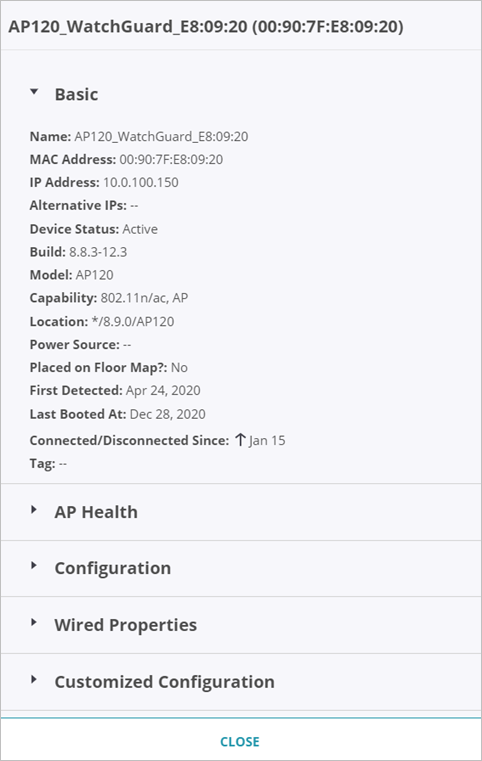 AP120_WatchGuard_E8:09:20 (00:90:7F:E8:09:20)
Basic
Name: AP120_WatchGuard_E8:09:20
MAC Address: 00:90:7F:E8:09:20
IP Address: 10.0.100.150
Alternative IPs: --
Device Status: Active
Build: 8.8.3-12.3
Model: AP120
Capability: 802.11n/ac, AP
Location: */8.9.0/AP120
Power Source: --
Placed on Floor Map?: No
First Detected: Apr 24, 2020
Last Booted At: Dec 28, 2020
Connected/Disconnected Since: ↑ Jan 15
Tag: --
AP Health
Configuration
Wired Properties
Customized Configuration
CLOSE